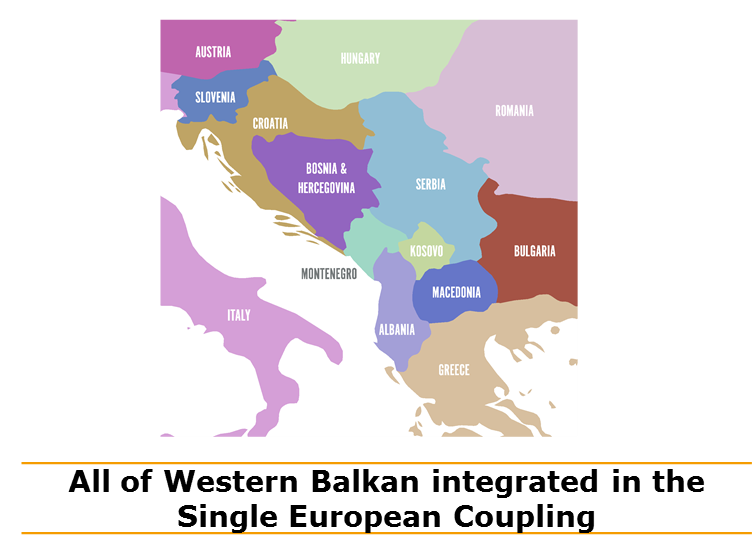 AUSTRIA
HUNGARY
SLOVENIA
ROMANIA
CROATIA
BOSNIA &
HERCEGOVINA
SERBIA
KOSOVO
BULGARIA
MONTENEGRO
MACEDONIA
ITALY
ALBANIA
GREECE
All of Western Balkan integrated in the
Single European Coupling